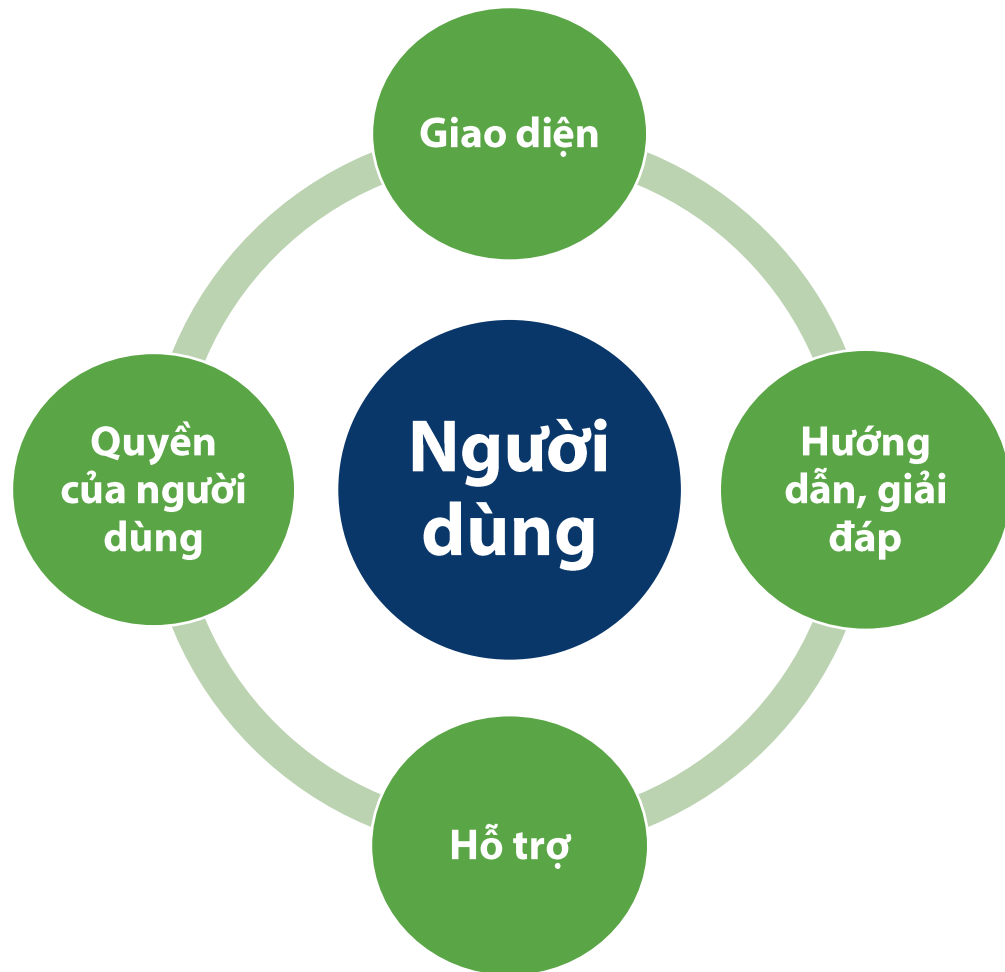 Giao diện
Quyền
của người
dùng
Người
dùng
Hướng
dẫn, giải
đáp
Hỗ trợ